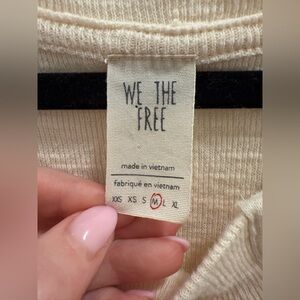 WE THE
FREE
made in vietnam
fabriqué en vietnam
XXS XS S M L XL